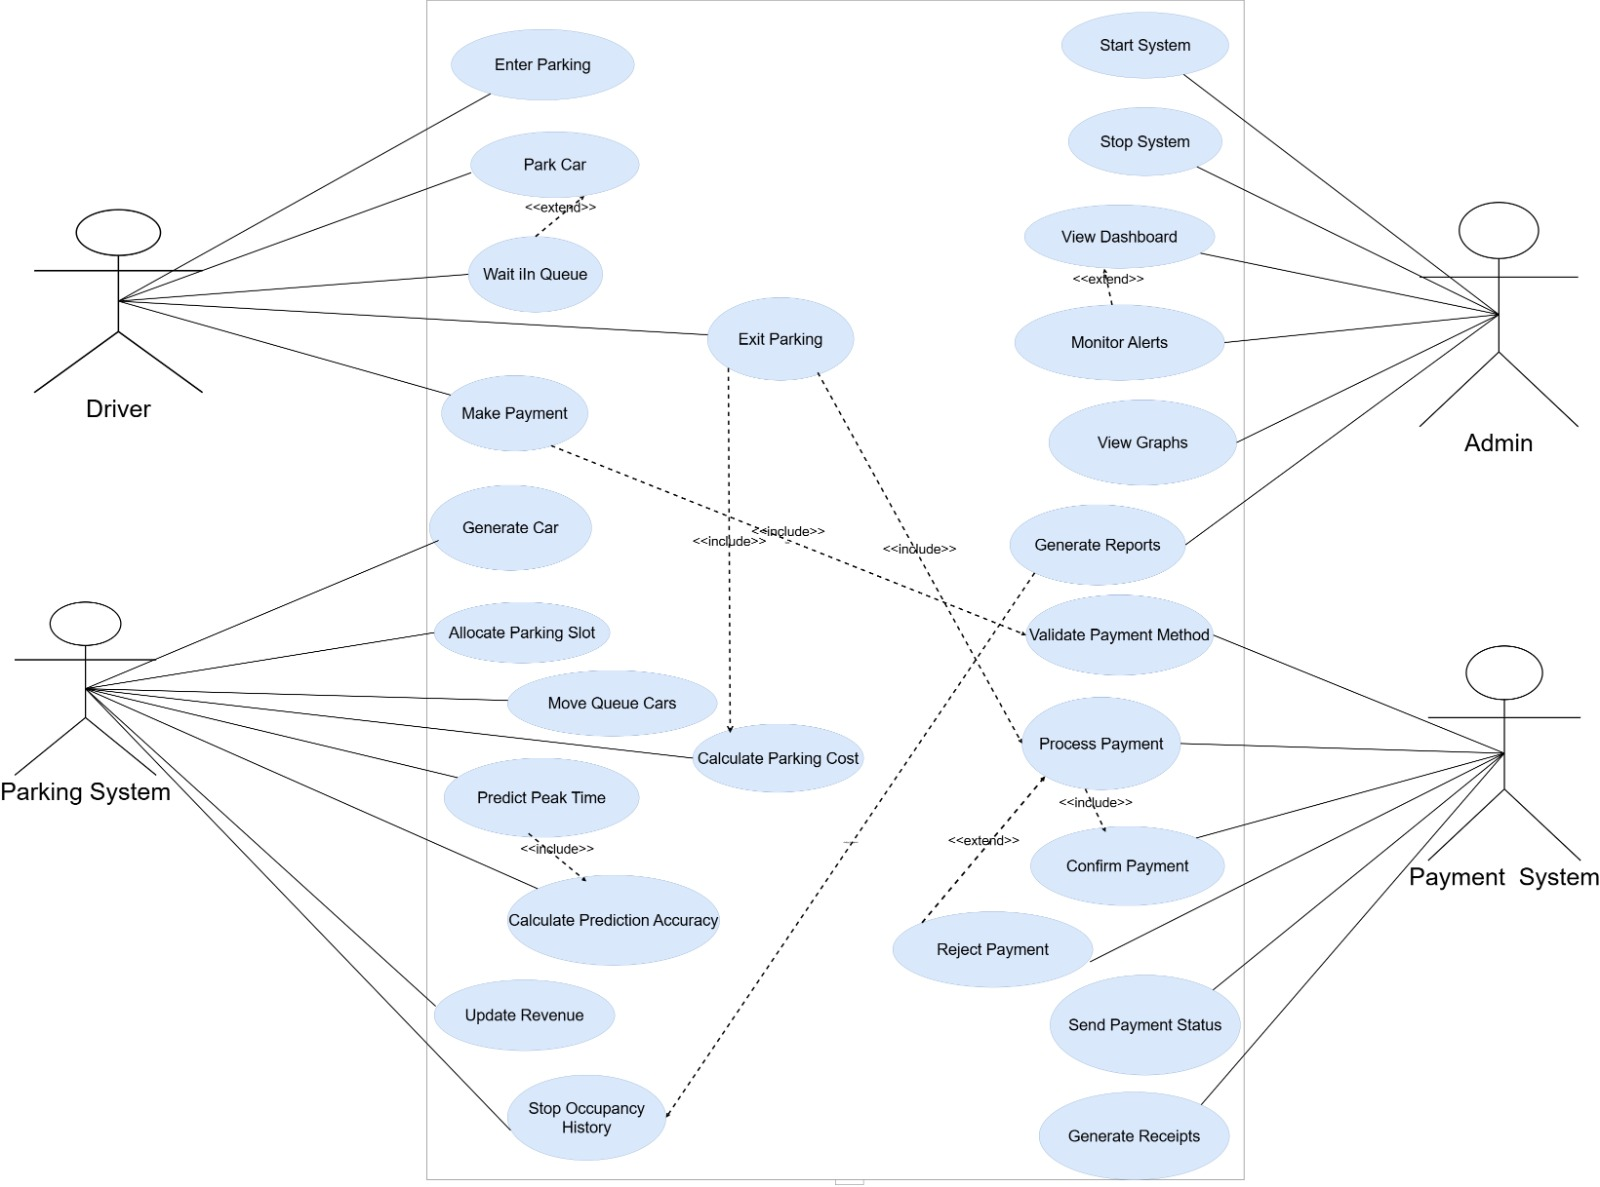 Enter Parking
Start System
Park Car
Stop System
<<extend>>
View Dashboard
Wait iIn Queue
<<extend>>
Exit Parking
Monitor Alerts
Driver
Make Payment
View Graphs
Admin
Generate Car
<<include>>
<<include>>
<<include>>
Generate Reports
Allocate Parking Slot
Validate Payment Method
Move Queue Cars
Calculate Parking Cost
Process Payment
Parking System
Predict Peak Time
<<include>>
<<include>>
<<extend>>
Confirm Payment
Payment  System
Calculate Prediction Accuracy
Reject Payment
Update Revenue
Send Payment Status
Stop Occupancy
History
Generate Receipts